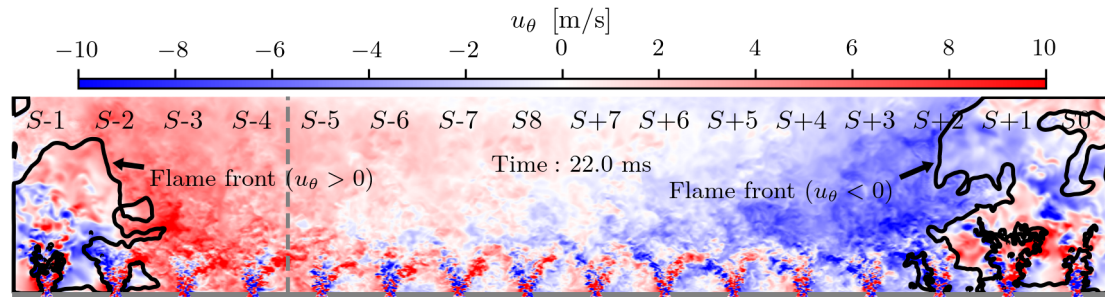 u_θ [m/s]
−10 −8 −6 −4 −2 0 2 4 6 8 10
S-1 S-2 S-3 S-4 S-5 S-6 S-7 S8 S+7 S+6 S+5 S+4 S+3 S+2 S+1 S0
Time : 22.0 ms
Flame front (u_θ > 0)
Flame front (u_θ < 0)